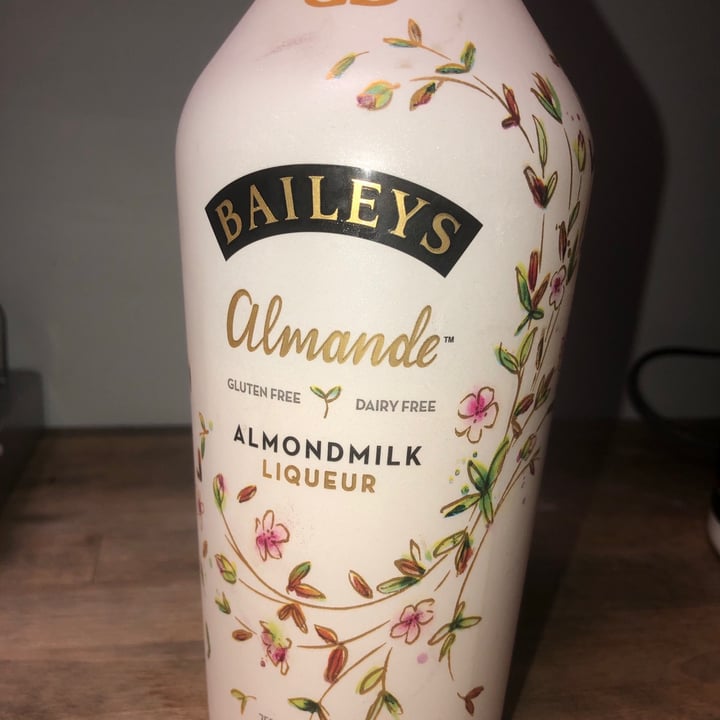 BAILEYS
almande™
GLUTEN FREE DAIRY FREE
ALMONDMILK
LIQUEUR